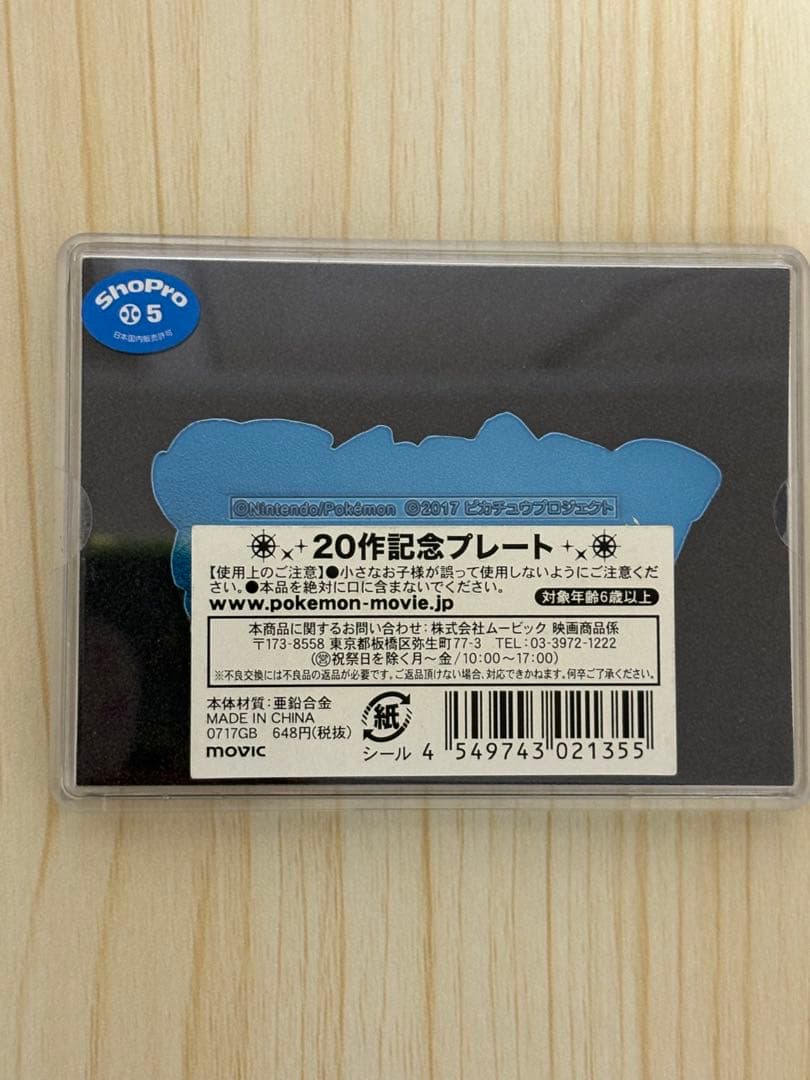 ShoPro
5
日本国内販売許可
©Nintendo/Pokémon ©2017 ピカチュウプロジェクト
20作記念プレート
【使用上のご注意】●小さなお子様が誤って使用しないようにご注意くだ
さい。●本品を絶対に口に含まないでください。
www.pokemon-movie.jp 対象年齢6歳以上
本商品に関するお問い合わせ:株式会社ムービック 映画商品係
〒173-8558 東京都板橋区弥生町77-3 TEL:03-3972-1222
(祝祭日を除く月～金/10:00～17:00)
※不良交換には不良品の返品が必要です。ご返品頂けない場合、対応できかねます。何卒ご了承ください。
本体材質:亜鉛合金
MADE IN CHINA
0717GB 648円(税抜)
movic
紙
シール
4 549743 021355